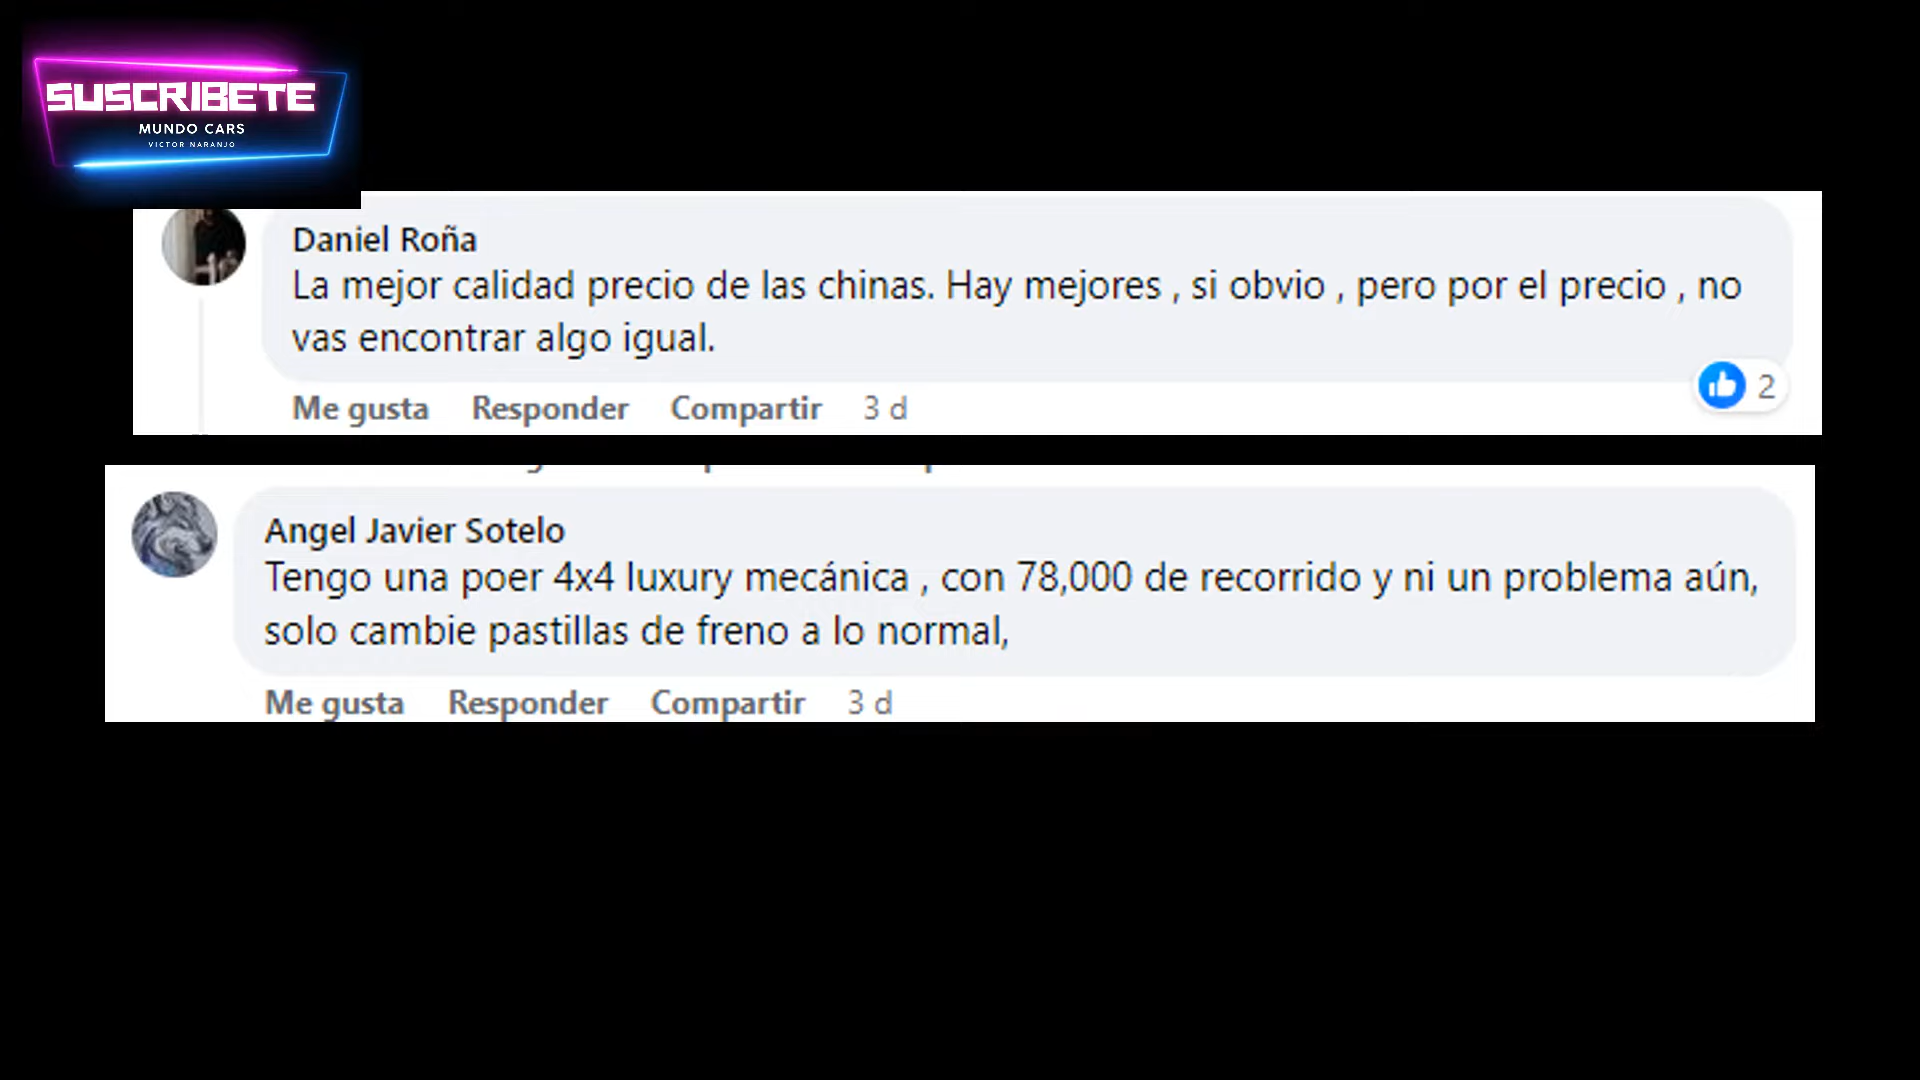 SUSCRIBETE
MUNDO CARS
VICTOR NARANJO
Daniel Roña
La mejor calidad precio de las chinas. Hay mejores , si obvio , pero por el precio , no
vas encontrar algo igual.
2
Me gusta Responder Compartir 3 d
Angel Javier Sotelo
Tengo una poer 4x4 luxury mecánica , con 78,000 de recorrido y ni un problema aún,
solo cambie pastillas de freno a lo normal,
Me gusta Responder Compartir 3 d